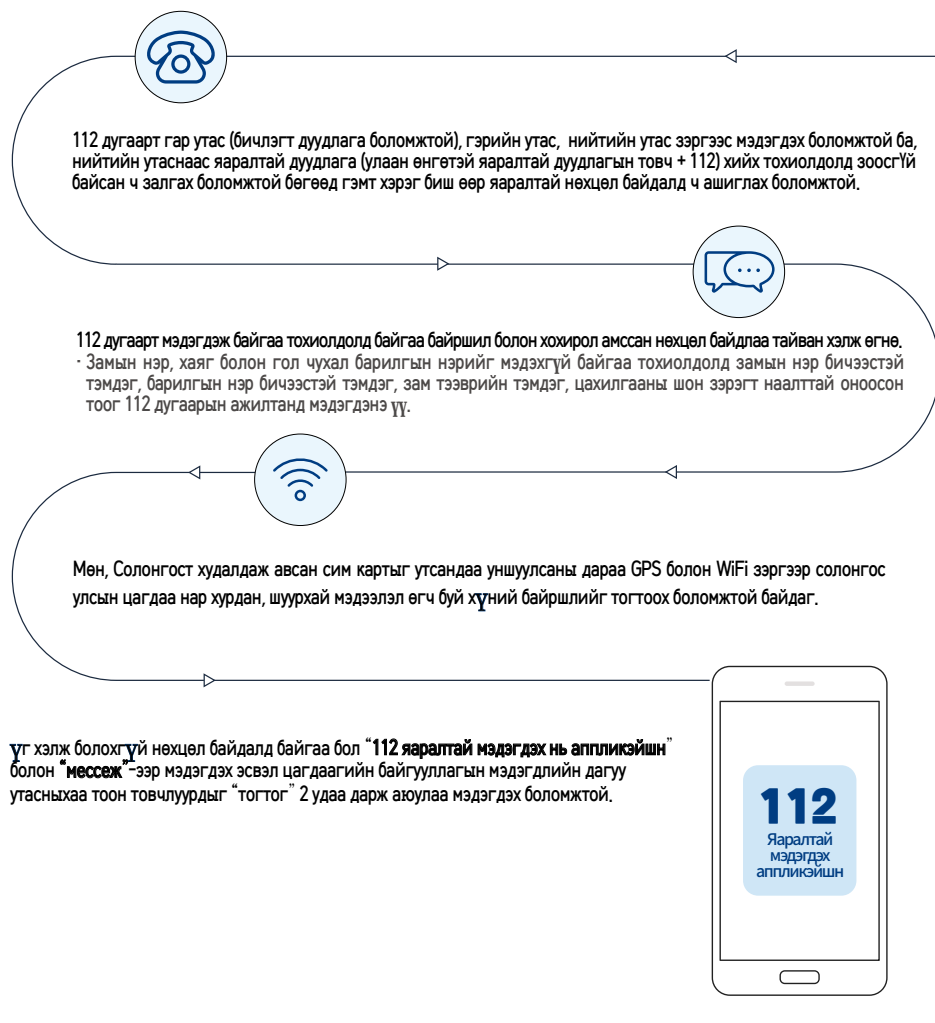 112 дугаарт гар утас (бичлэгт дуудлага боломжтой), гэрийн утас, нийтийн утас зэргээс мэдэгдэх боломжтой ба,
нийтийн утаснаас яаралтай дуудлага (улаан өнгөтэй яаралтай дуудлагын товч + 112) хийх тохиолдолд зоосгҮй
байсан ч залгах боломжтой бөгөөд гэмт хэрэг биш өөр яаралтай нөхцөл байдалд ч ашиглах боломжтой.
112 дугаарт мэдэгдэж байгаа тохиолдолд байгаа байршил болон хохирол амссан нөхцөл байдлаа тайван хэлж өгнө.
· Замын нэр, хаяг болон гол чухал барилгын нэрийг мэдэхгүй байгаа тохиолдолд замын нэр бичээстэй
тэмдэг, барилгын нэр бичээстэй тэмдэг, зам тээврийн тэмдэг, цахилгааны шон зэрэгт наалттай оноосон
тоог 112 дугаарын ажилтанд мэдэгдэнэ үү.
Мөн, Солонгост худалдаж авсан сим картыг утсандаа уншуулсаны дараа GPS болон WiFi зэргээр солонгос
улсын цагдаа нар хурдан, шуурхай мэдээлэл өгч буй хүний байршлийг тогтоох боломжтой байдаг.
үг хэлж болохгүй нөхцөл байдалд байгаа бол “112 яаралтай мэдэгдэх нь аппликэйшн”
болон “мессеж”-ээр мэдэгдэх эсвэл цагдаагийн байгууллагын мэдэгдлийн дагуу
утасныхаа тоон товчлуурдыг “тогтог” 2 удаа дарж аюулаа мэдэгдэх боломжтой.
112
Яаралтай
мэдэгдэх
аппликэйшн